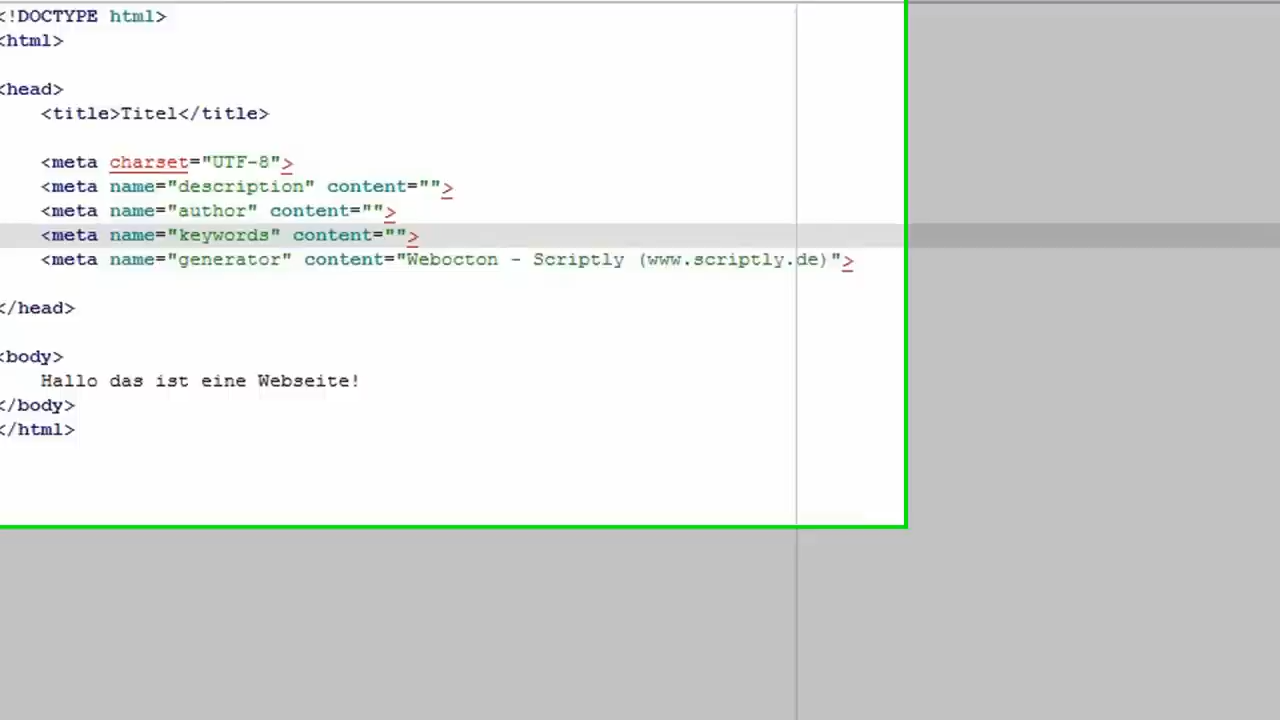 <!DOCTYPE html>
<html>
<head>
<title>Titel</title>
<meta charset="UTF-8">
<meta name="description" content="">
<meta name="author" content="">
<meta name="keywords" content="">
<meta name="generator" content="Webocton - Scriptly (www.scriptly.de)">
</head>
<body>
Hallo das ist eine Webseite!
</body>
</html>